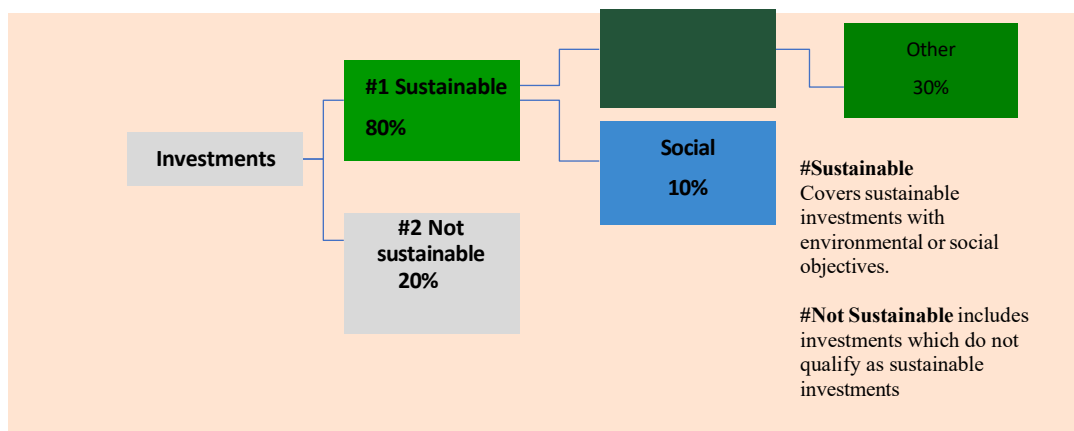 Other
30%
#1 Sustainable
80%
Investments
Social
10%
#2 Not
sustainable
20%
#Sustainable
Covers sustainable
investments with
environmental or social
objectives.
#Not Sustainable includes
investments which do not
qualify as sustainable
investments